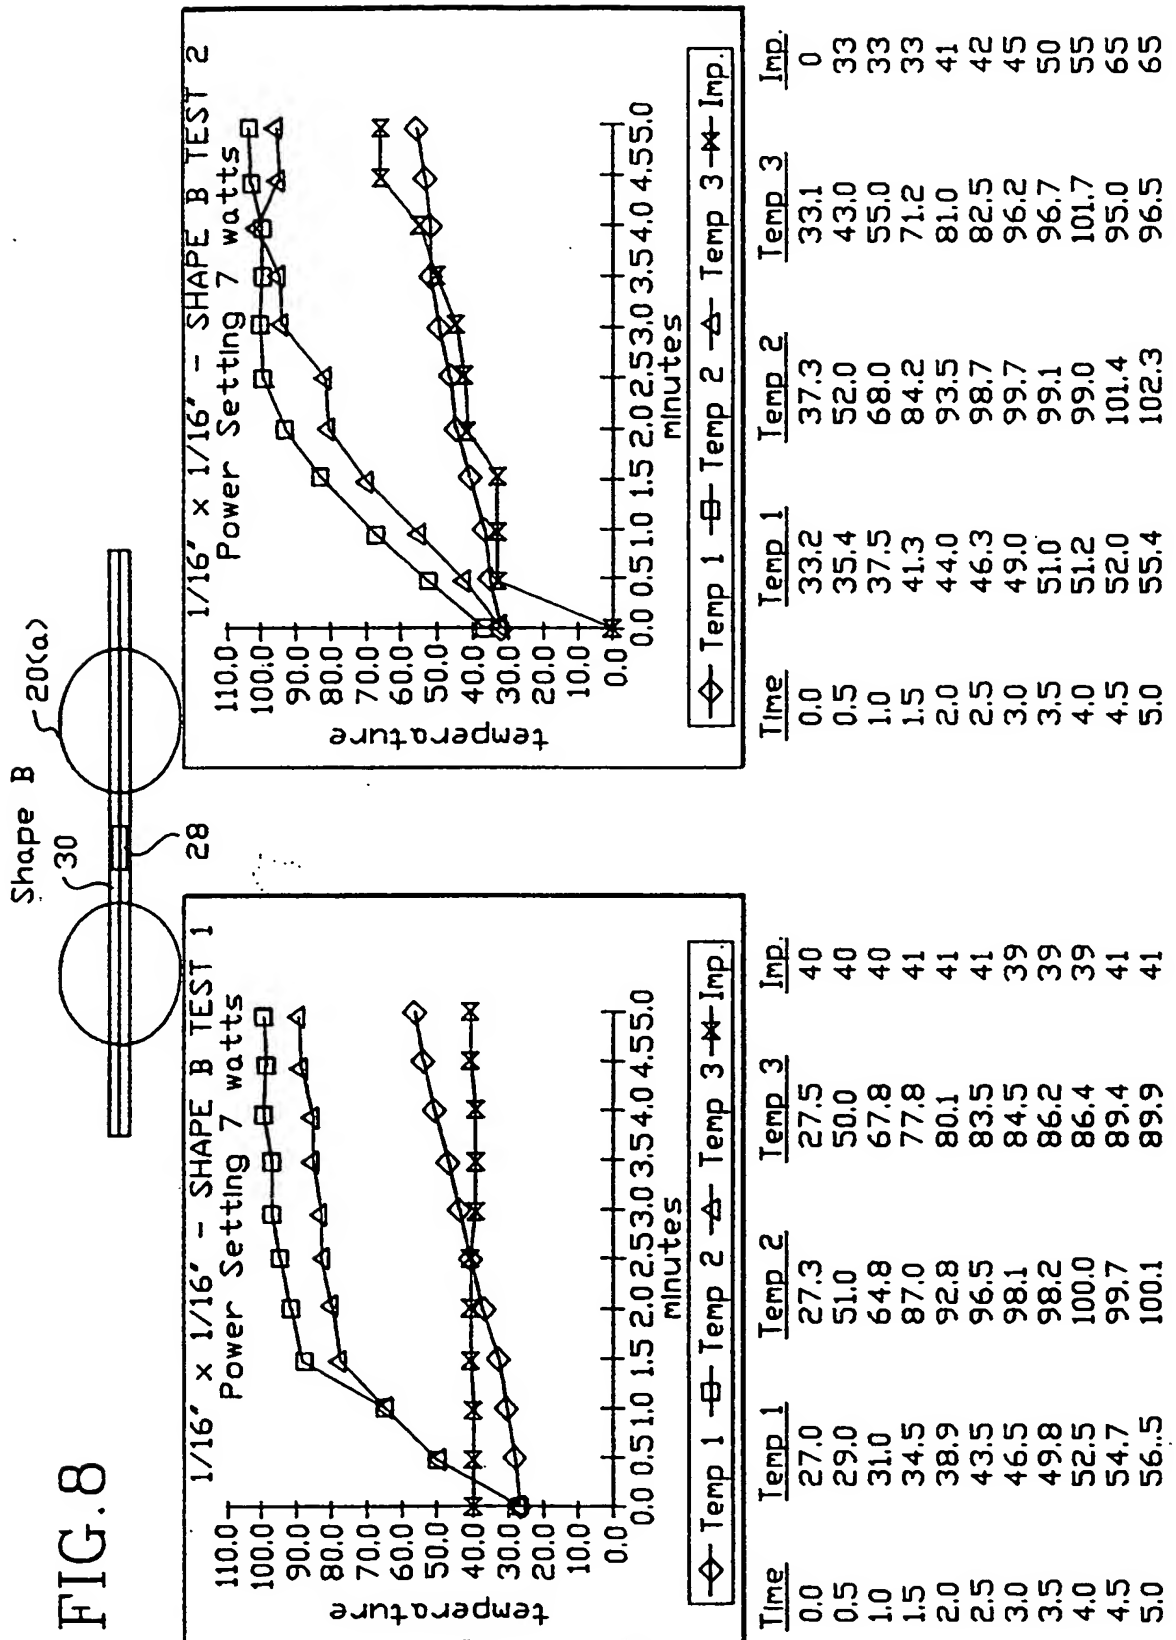 FIG.8
Shape B
30
20(a)
28
1/16" x 1/16" - SHAPE B TEST 1
Power Setting 7 watts
temperature
110.0
100.0
90.0
80.0
70.0
60.0
50.0
40.0
30.0
20.0
10.0
0.0
0.0 0.5 1.0 1.5 2.0 2.5 3.0 3.5 4.0 4.5 5.0
minutes
Temp 1 Temp 2 Temp 3 Imp.
Time Temp 1 Temp 2 Temp 3 Imp.
0.0 27.0 27.3 27.5 40
0.5 29.0 51.0 50.0 40
1.0 31.0 64.8 67.8 40
1.5 34.5 87.0 77.8 41
2.0 38.9 92.8 80.1 41
2.5 43.5 96.5 83.5 41
3.0 46.5 98.1 84.5 39
3.5 49.8 98.2 86.2 39
4.0 52.5 100.0 86.4 39
4.5 54.7 99.7 89.4 41
5.0 56.5 100.1 89.9 41
1/16" x 1/16" - SHAPE B TEST 2
Power Setting 7 watts
temperature
110.0
100.0
90.0
80.0
70.0
60.0
50.0
40.0
30.0
20.0
10.0
0.0
0.0 0.5 1.0 1.5 2.0 2.5 3.0 3.5 4.0 4.5 5.0
minutes
Temp 1 Temp 2 Temp 3 Imp.
Time Temp 1 Temp 2 Temp 3 Imp.
0.0 33.2 37.3 33.1 0
0.5 35.4 52.0 43.0 33
1.0 37.5 68.0 55.0 33
1.5 41.3 84.2 71.2 33
2.0 44.0 93.5 81.0 41
2.5 46.3 98.7 82.5 42
3.0 49.0 99.7 96.2 45
3.5 51.0 99.1 96.7 50
4.0 51.2 99.0 101.7 55
4.5 52.0 101.4 95.0 65
5.0 55.4 102.3 96.5 65